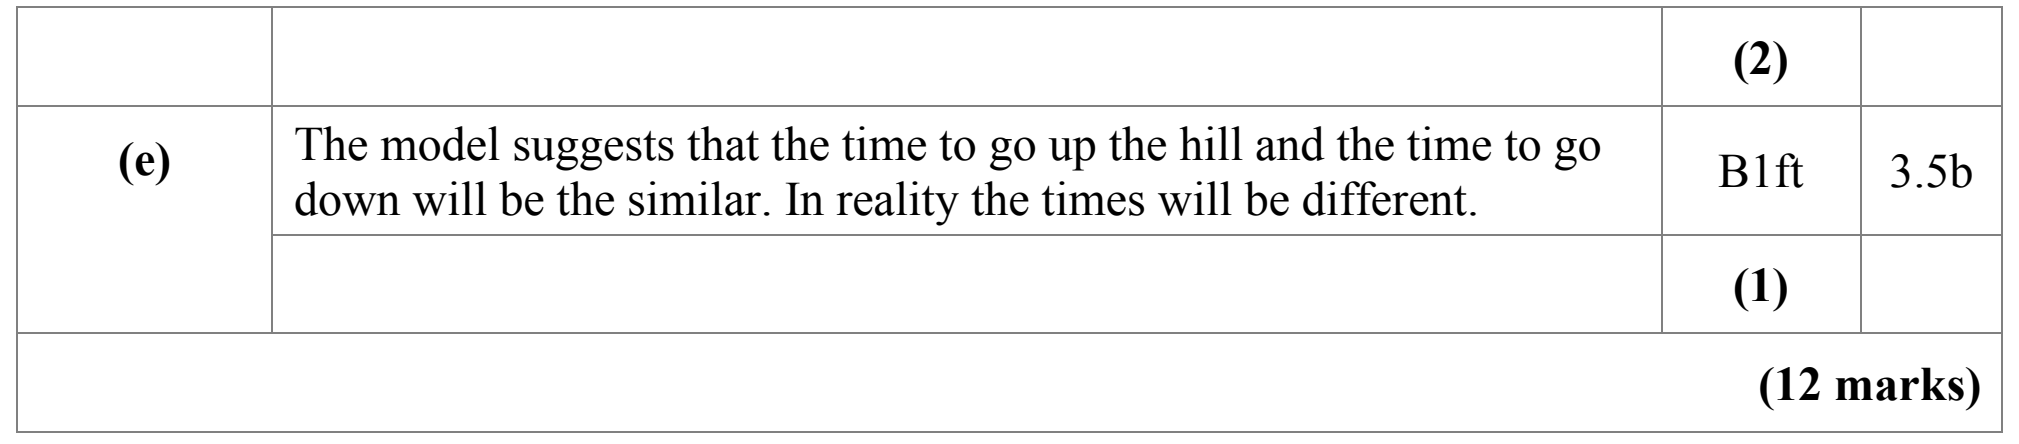 (2)
(e)
The model suggests that the time to go up the hill and the time to go
down will be the similar. In reality the times will be different.
B1ft
3.5b
(1)
(12 marks)